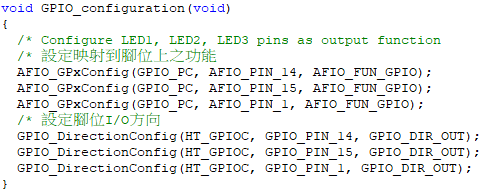 void GPIO_configuration(void)
{
/* Configure LED1, LED2, LED3 pins as output function
/* 設定映射到腳位上之功能
AFIO_GPxConfig(GPIO_PC, AFIO_PIN_14, AFIO_FUN_GPIO);
AFIO_GPxConfig(GPIO_PC, AFIO_PIN_15, AFIO_FUN_GPIO);
AFIO_GPxConfig(GPIO_PC, AFIO_PIN_1, AFIO_FUN_GPIO);
/* 設定腳位I/O方向
GPIO_DirectionConfig(HT_GPIOC, GPIO_PIN_14, GPIO_DIR_OUT);
GPIO_DirectionConfig(HT_GPIOC, GPIO_PIN_15, GPIO_DIR_OUT);
GPIO_DirectionConfig(HT_GPIOC, GPIO_PIN_1, GPIO_DIR_OUT);
}